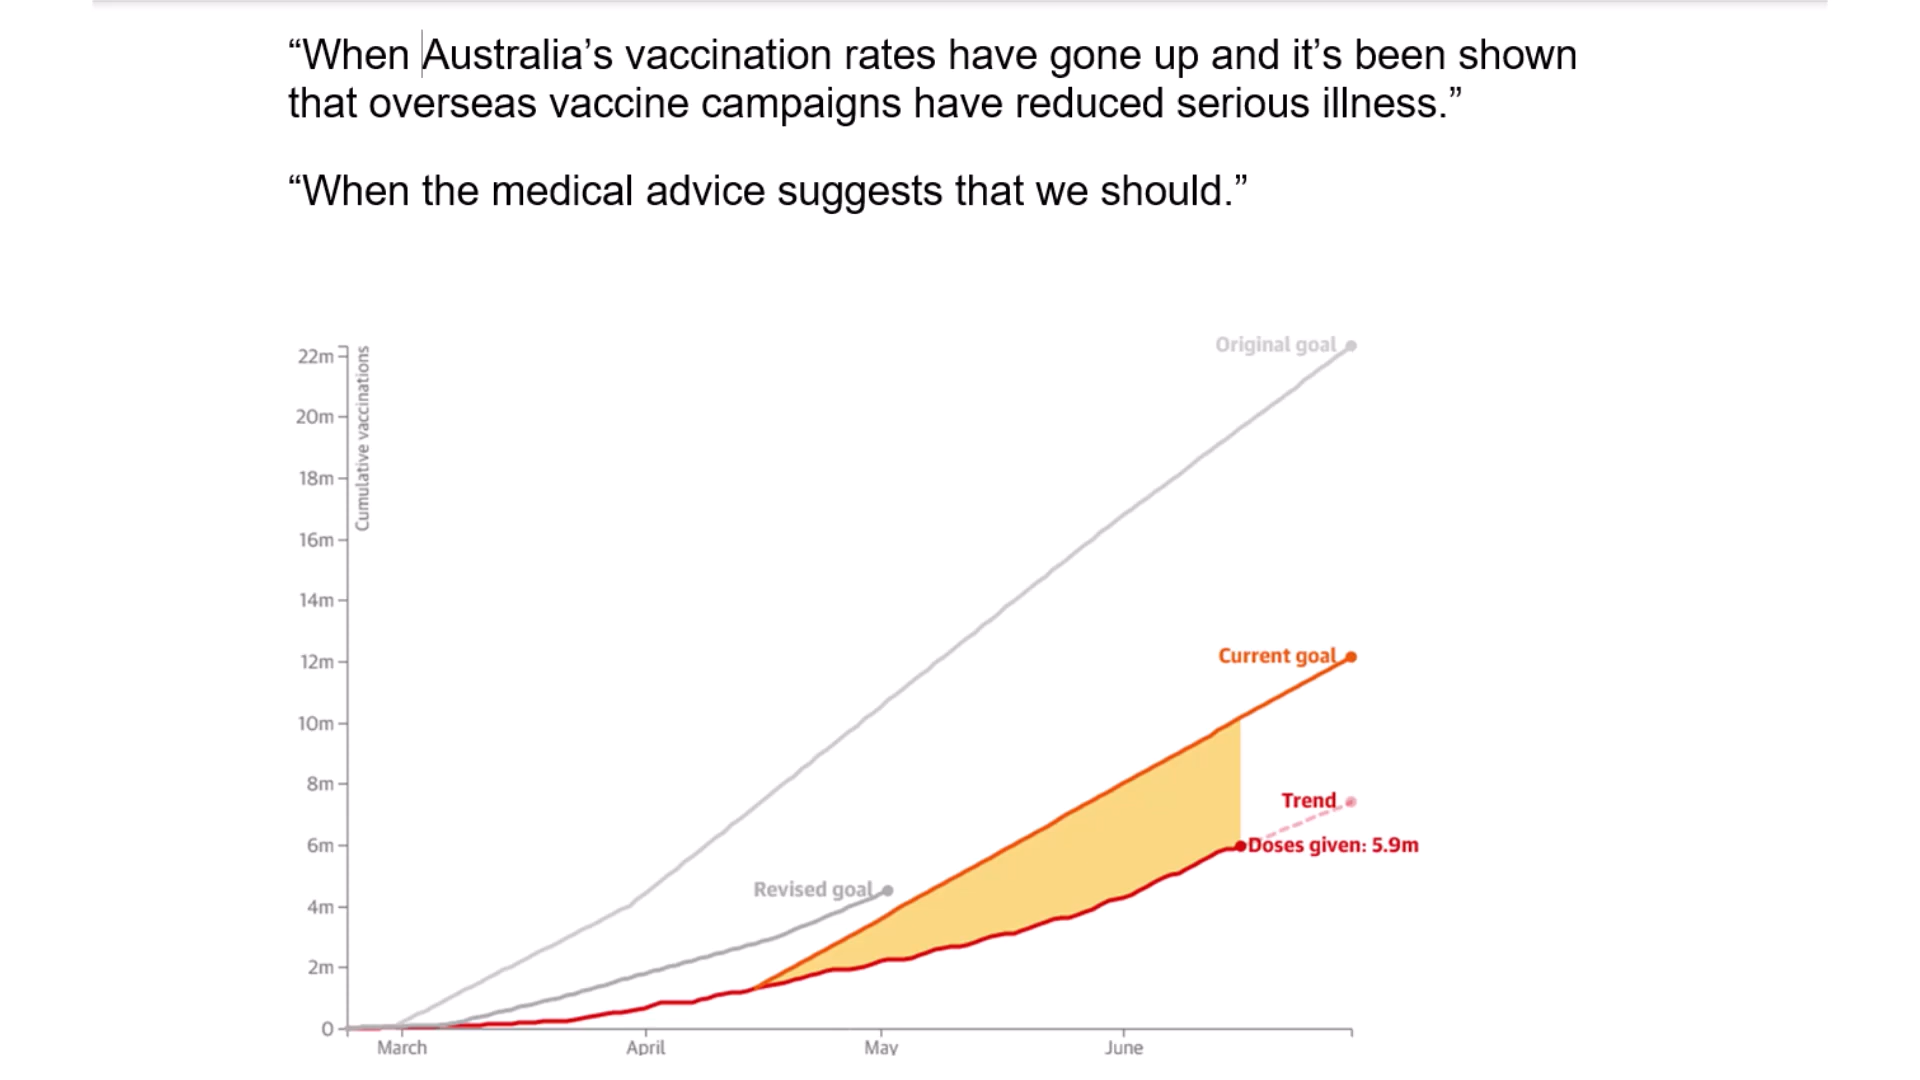 “When Australia’s vaccination rates have gone up and it’s been shown
that overseas vaccine campaigns have reduced serious illness.”
“When the medical advice suggests that we should.”
Original goal
22m
Cumulative vaccinations
20m
18m
16m
14m
12m
Current goal
10m
8m
Trend
6m
Doses given: 5.9m
Revised goal
4m
2m
0
March
April
May
June